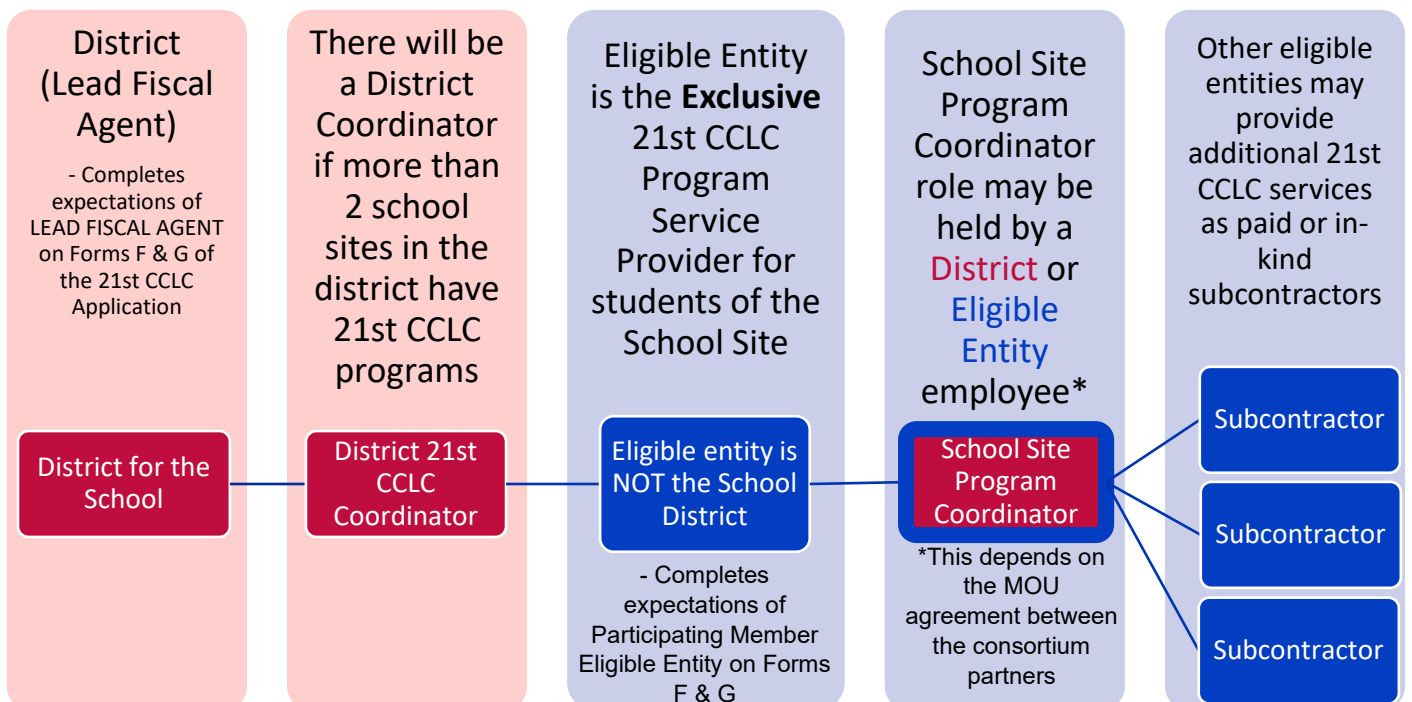 District
(Lead Fiscal
Agent)
- Completes
expectations of
LEAD FISCAL AGENT
on Forms F & G of
the 21st CCLC
Application
District for the
School
There will be
a District
Coordinator
if more than
2 school
sites in the
district have
21st CCLC
programs
District 21st
CCLC
Coordinator
Eligible Entity
is the Exclusive
21st CCLC
Program
Service
Provider for
students of the
School Site
Eligible entity is
NOT the School
District
- Completes
expectations of
Participating Member
Eligible Entity on Forms
F & G
School Site
Program
Coordinator
role may be
held by a
District or
Eligible
Entity
employee*
School Site
Program
Coordinator
*This depends on
the MOU
agreement between
the consortium
partners
Other eligible
entities may
provide
additional 21st
CCLC services
as paid or in-
kind
subcontractors
Subcontractor
Subcontractor
Subcontractor